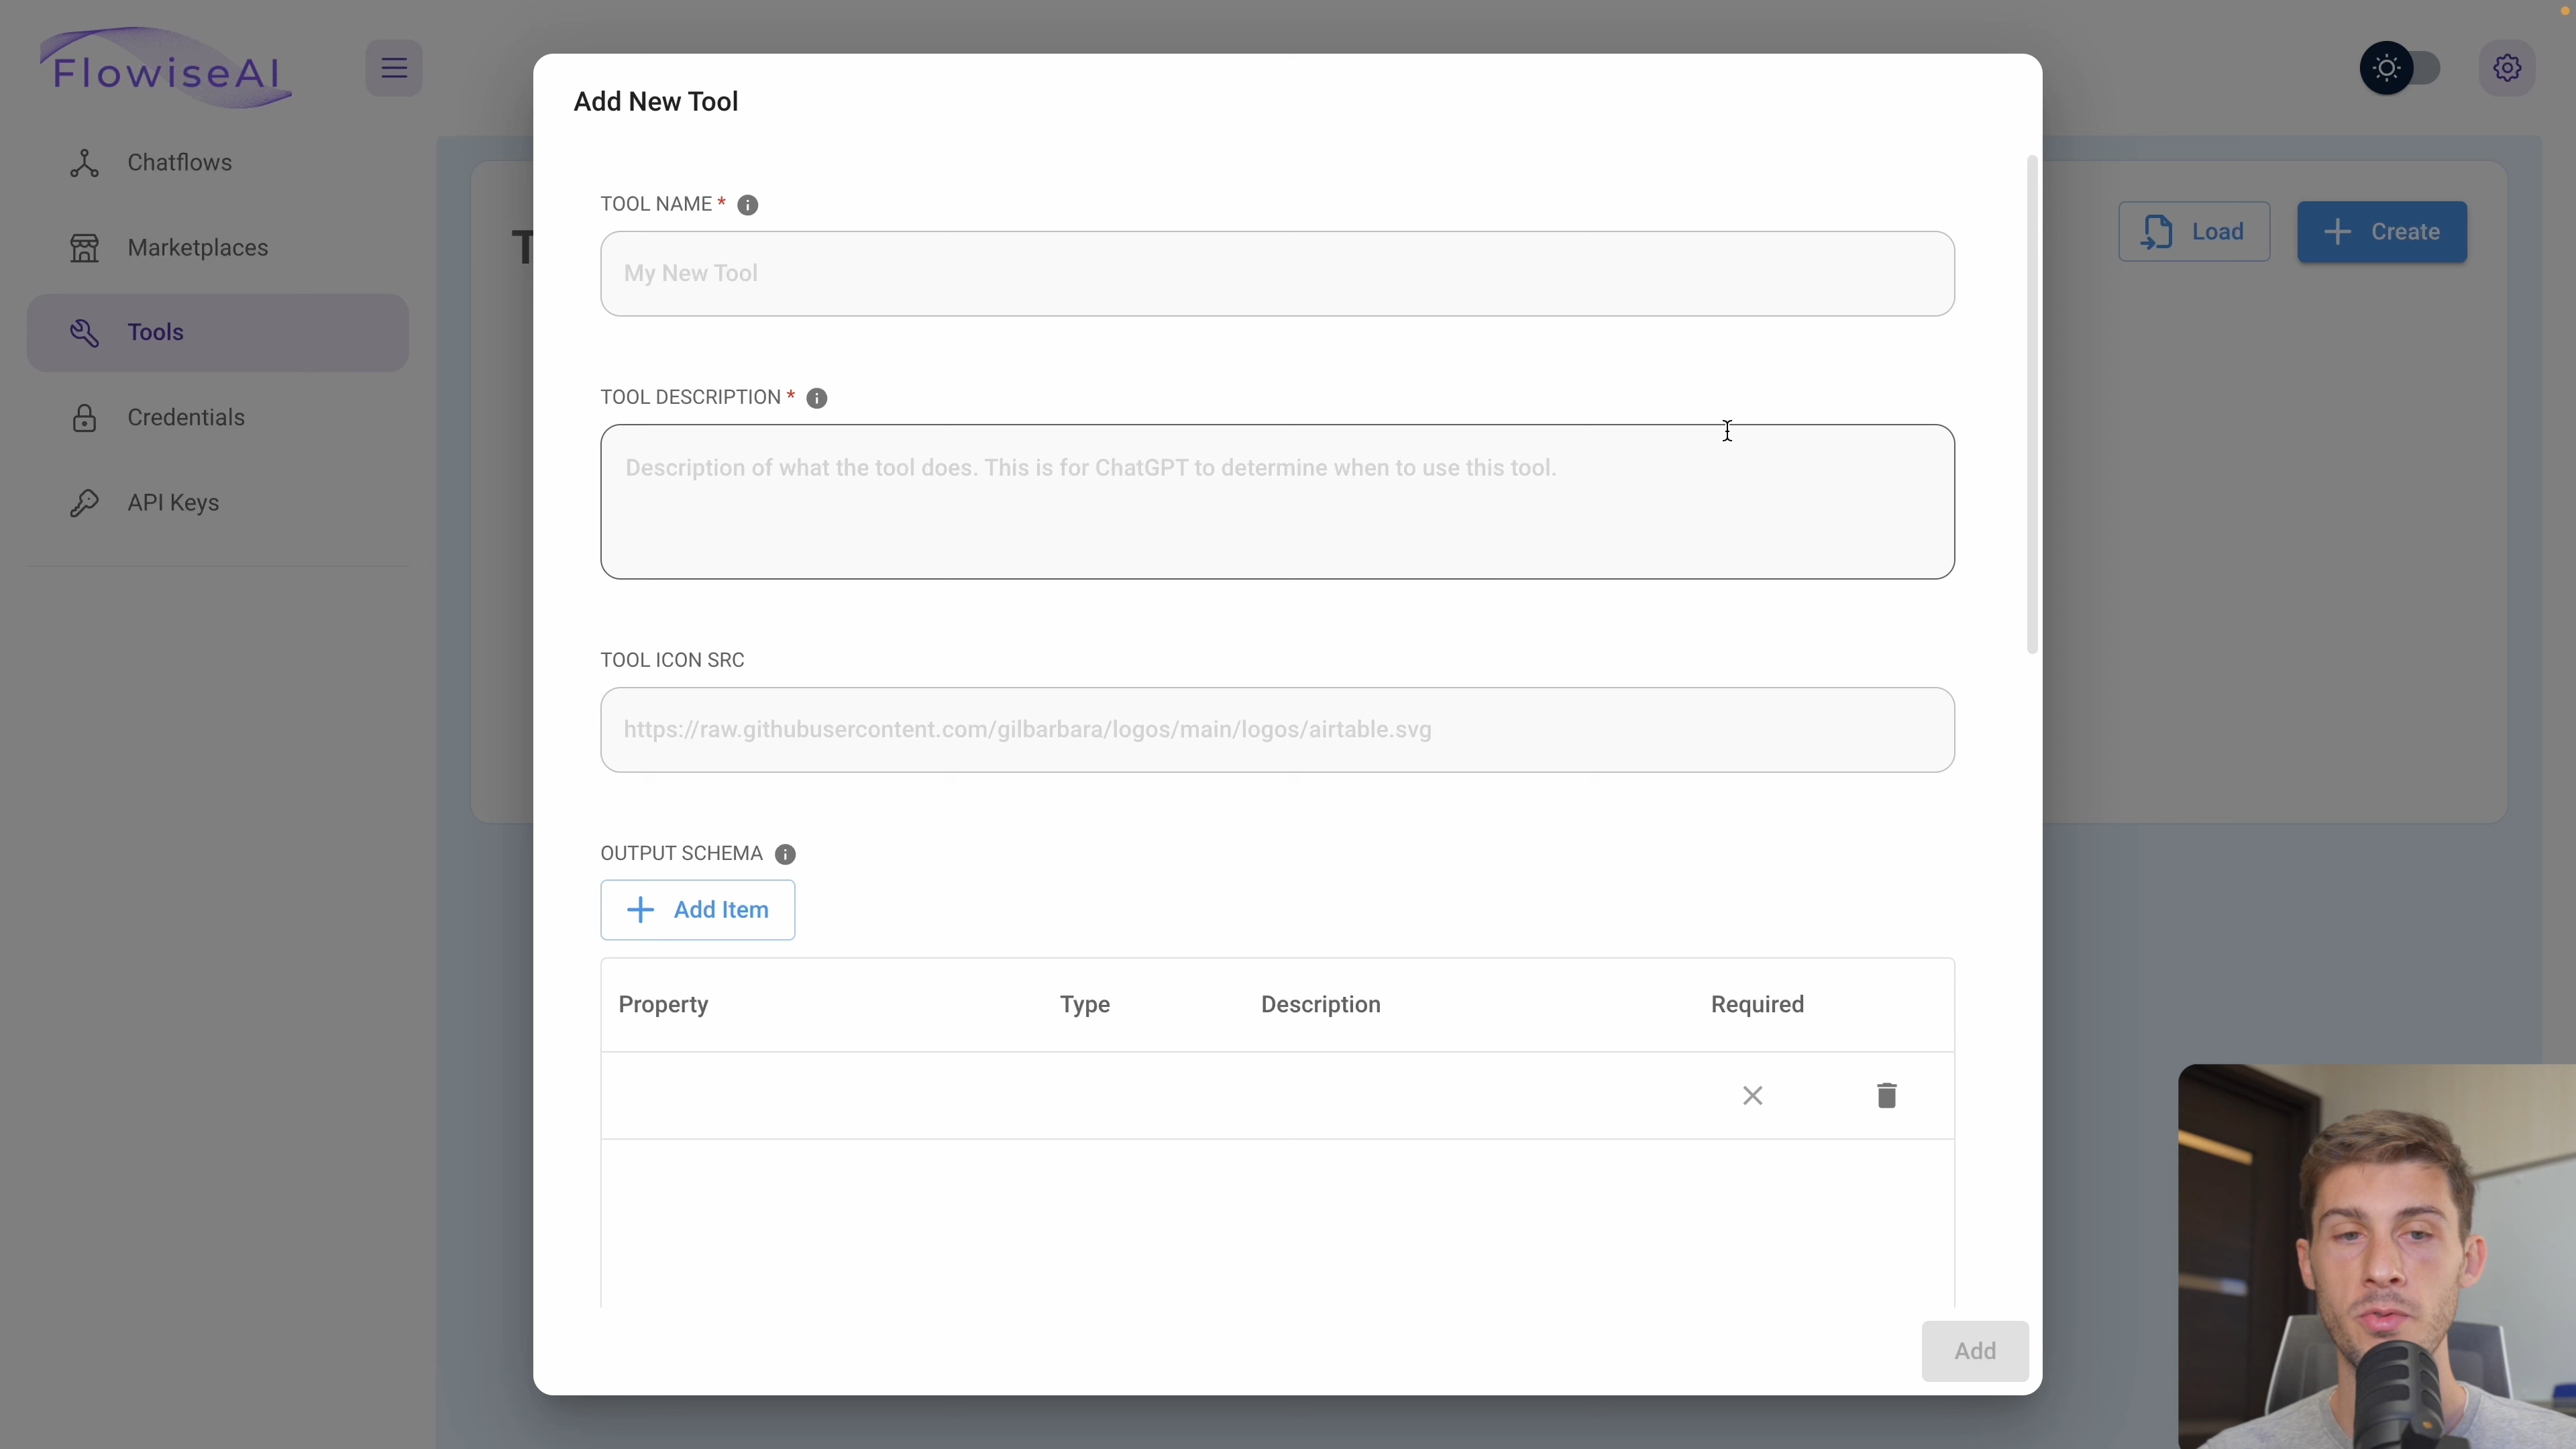 FlowiseAI
Chatflows
Marketplaces
Tools
Credentials
API Keys
T
Load
Create
Add New Tool
TOOL NAME *
My New Tool
TOOL DESCRIPTION *
Description of what the tool does. This is for ChatGPT to determine when to use this tool.
TOOL ICON SRC
https://raw.githubusercontent.com/gilbarbara/logos/main/logos/airtable.svg
OUTPUT SCHEMA
Add Item
Property Type Description Required
Add